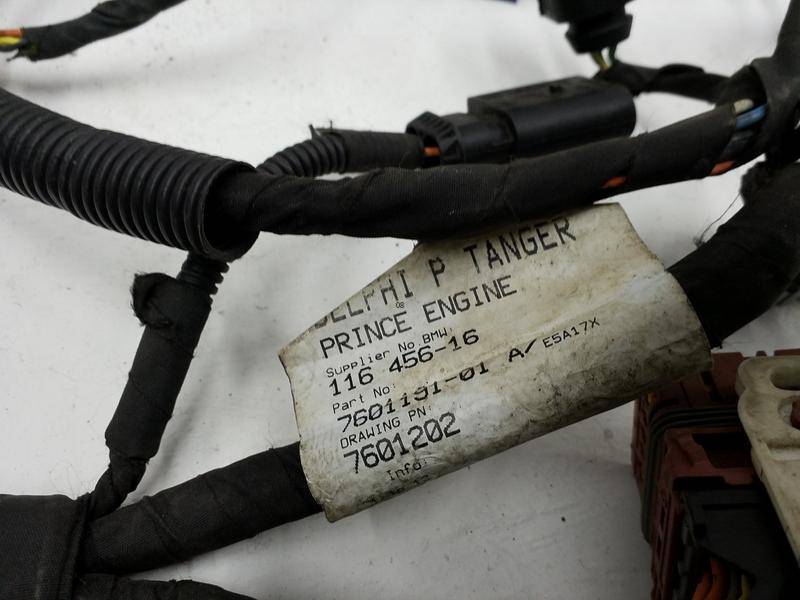 DELPHI P TANGER
PRINCE ENGINE
Supplier No BMW:
116 456-16
Part No:
7601191-01 A/ E5A17X
DRAWING PN:
7601202
Info: